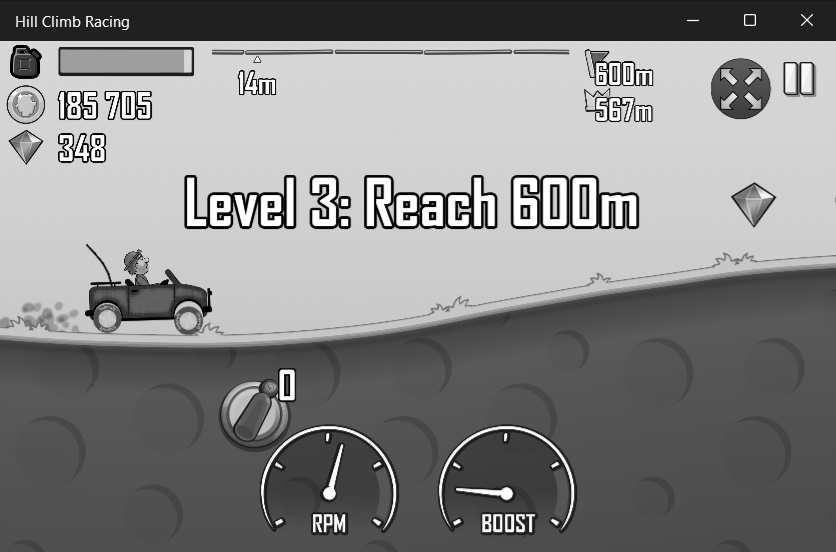 Hill Climb Racing
14m
600m
567m
185 705
348
Level 3: Reach 600m
0
RPM
BOOST